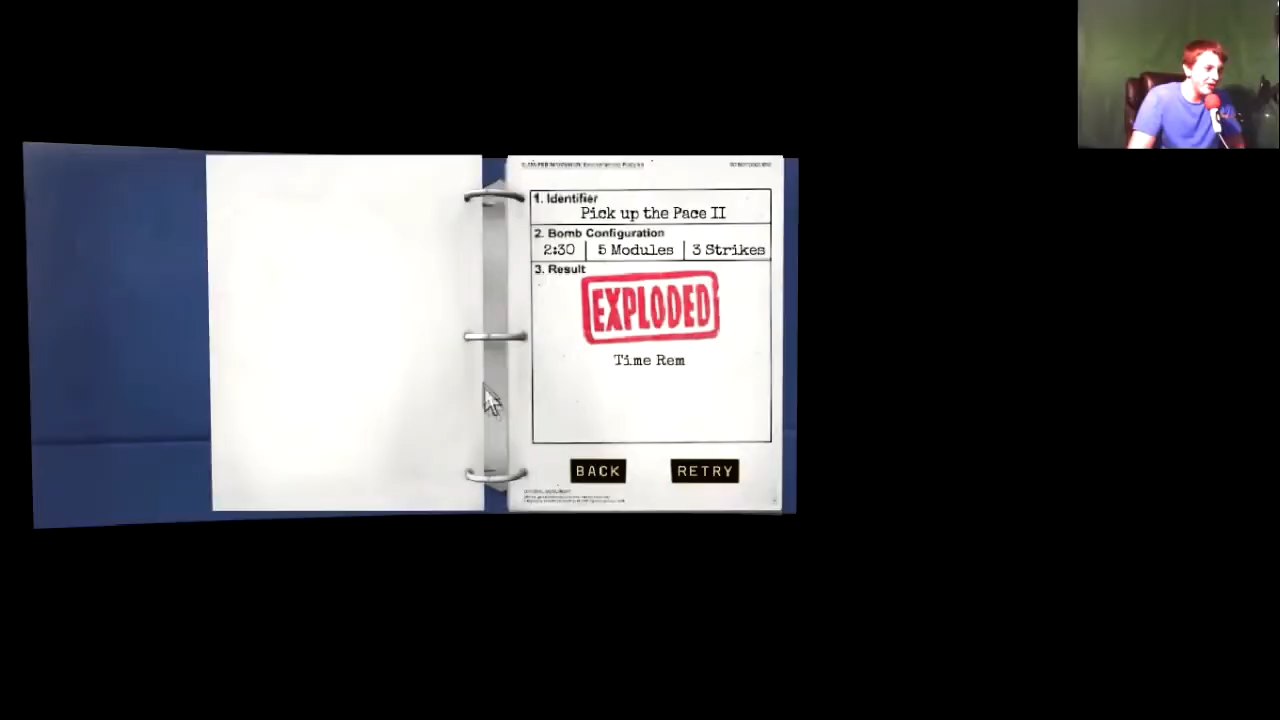 1. Identifier
Pick up the Pace II
2. Bomb Configuration
2:30 5 Modules 3 Strikes
3. Result
EXPLODED
Time Rem
BACK RETRY